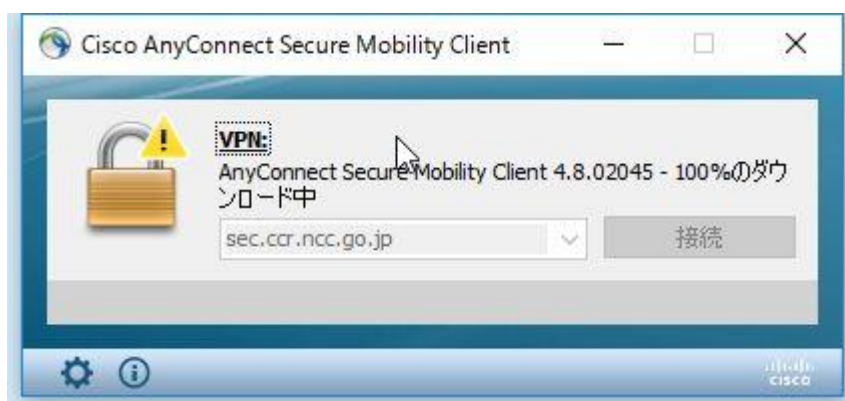 Cisco AnyConnect Secure Mobility Client
VPN:
AnyConnect Secure Mobility Client 4.8.02045 - 100%のダウ
ンロード中
sec.ccr.ncc.go.jp
接続
cisco